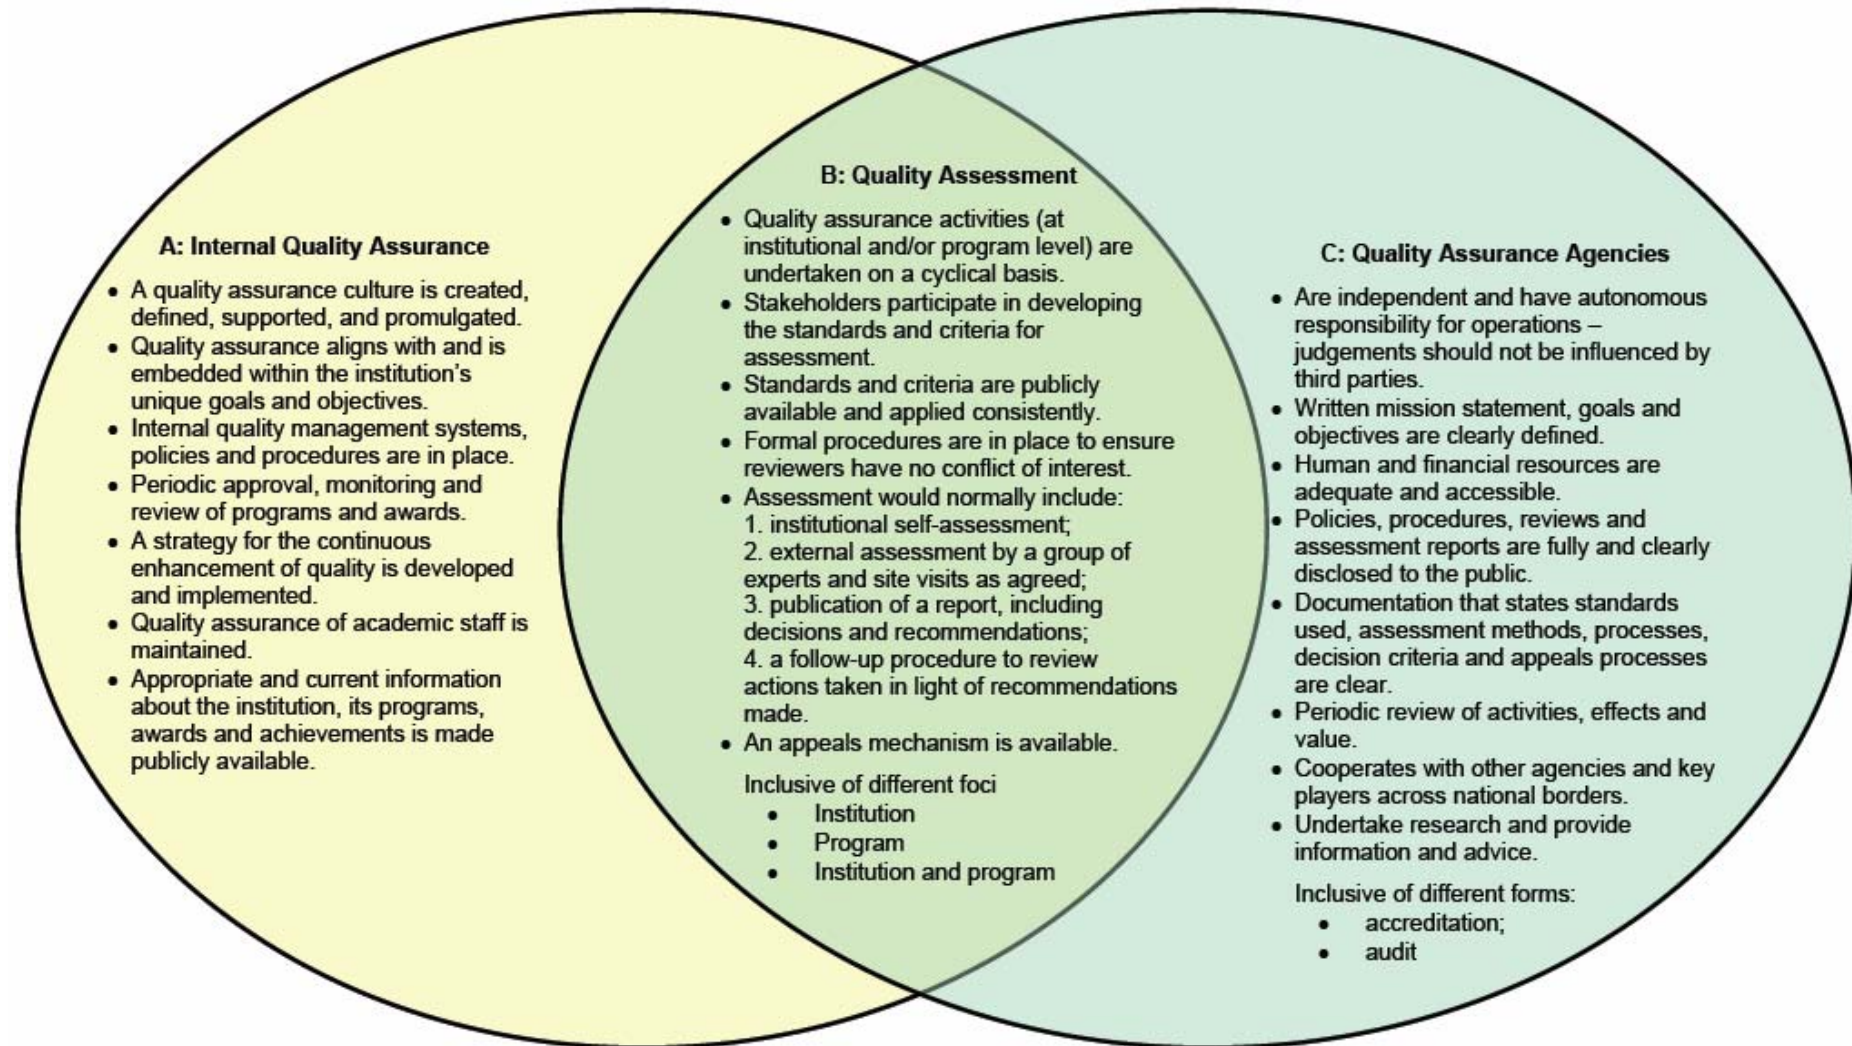 A: Internal Quality Assurance
• A quality assurance culture is created,
defined, supported, and promulgated.
• Quality assurance aligns with and is
embedded within the institution's
unique goals and objectives.
• Internal quality management systems,
policies and procedures are in place.
• Periodic approval, monitoring and
review of programs and awards.
• A strategy for the continuous
enhancement of quality is developed
and implemented.
• Quality assurance of academic staff is
maintained.
• Appropriate and current information
about the institution, its programs,
awards and achievements is made
publicly available.
B: Quality Assessment
• Quality assurance activities (at
institutional and/or program level) are
undertaken on a cyclical basis.
• Stakeholders participate in developing
the standards and criteria for
assessment.
• Standards and criteria are publicly
available and applied consistently.
• Formal procedures are in place to ensure
reviewers have no conflict of interest.
• Assessment would normally include:
1. institutional self-assessment;
2. external assessment by a group of
experts and site visits as agreed;
3. publication of a report, including
decisions and recommendations;
4. a follow-up procedure to review
actions taken in light of recommendations
made.
• An appeals mechanism is available.
Inclusive of different foci
• Institution
• Program
• Institution and program
C: Quality Assurance Agencies
• Are independent and have autonomous
responsibility for operations –
judgements should not be influenced by
third parties.
• Written mission statement, goals and
objectives are clearly defined.
• Human and financial resources are
adequate and accessible.
• Policies, procedures, reviews and
assessment reports are fully and clearly
disclosed to the public.
• Documentation that states standards
used, assessment methods, processes,
decision criteria and appeals processes
are clear.
• Periodic review of activities, effects and
value.
• Cooperates with other agencies and key
players across national borders.
• Undertake research and provide
information and advice.
Inclusive of different forms:
• accreditation;
• audit